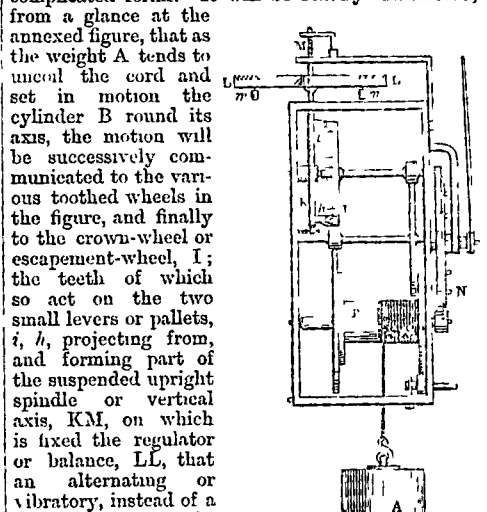 from a glance at the
annexed figure, that as
the weight A tends to
uncoil the cord and
set in motion the
cylinder B round its
axis, the motion will
be successively com-
municated to the vari-
ous toothed wheels in
the figure, and finally
to the crown-wheel or
escapement-wheel, I;
the teeth of which
so act on the two
small levers or pallets,
i, h, projecting from,
and forming part of
the suspended upright
spindle or vertical
axis, KM, on which
is fixed the regulator
or balance, LL, that
an alternating or
vibratory, instead of a
M
L
L
m
m
K
h
N
A